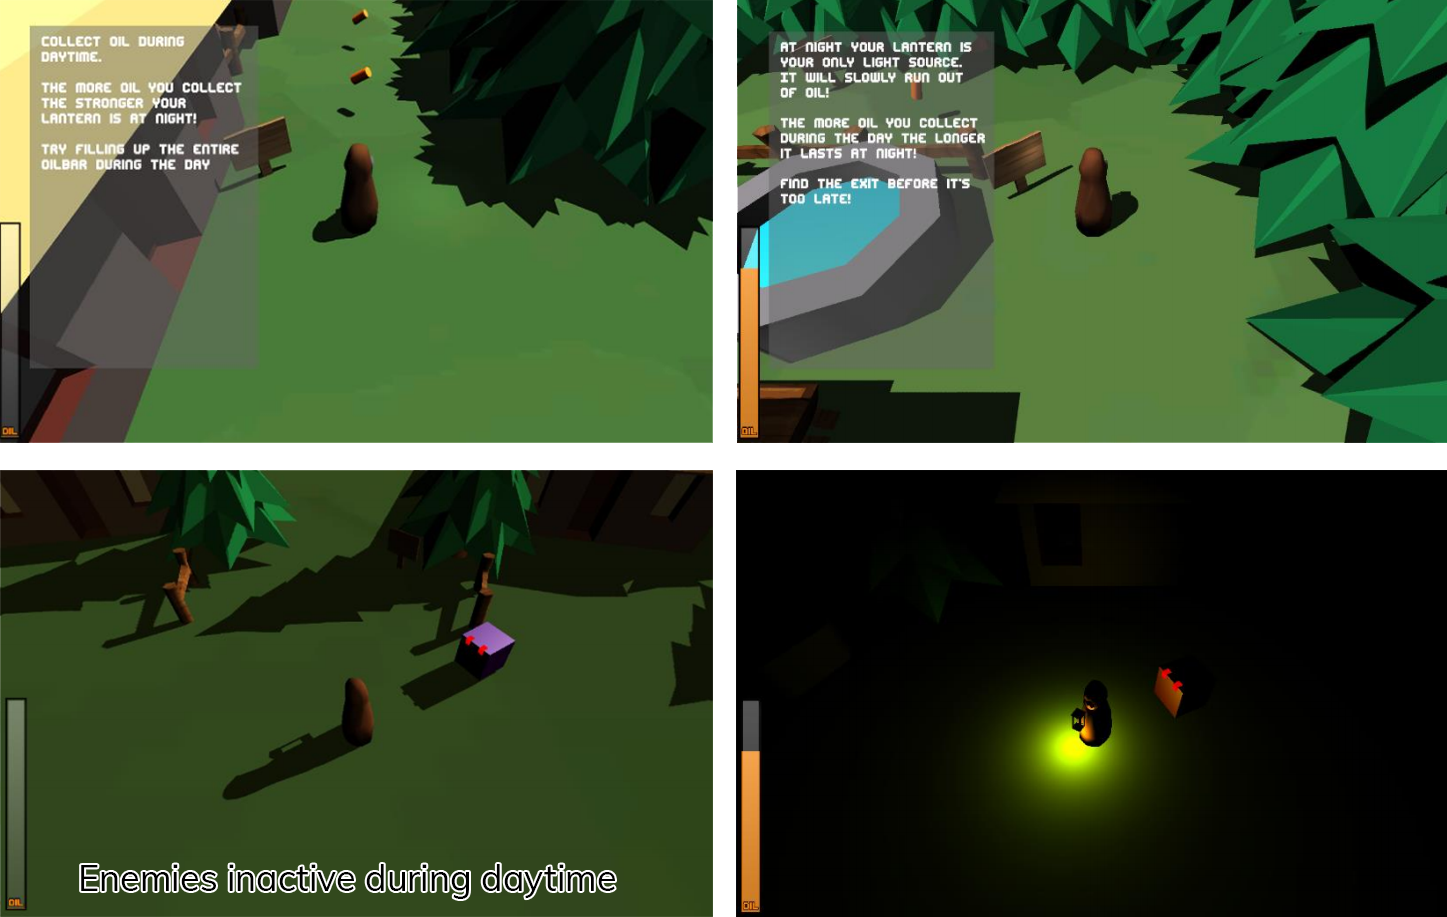 COLLECT OIL DURING
DAYTIME.
THE MORE OIL YOU COLLECT
THE STRONGER YOUR
LANTERN IS AT NIGHT!
TRY FILLING UP THE ENTIRE
OILBAR DURING THE DAY
OIL
AT NIGHT YOUR LANTERN IS
YOUR ONLY LIGHT SOURCE.
IT WILL SLOWLY RUN OUT
OF OIL!
THE MORE OIL YOU COLLECT
DURING THE DAY THE LONGER
IT LASTS AT NIGHT!
FIND THE EXIT BEFORE IT'S
TOO LATE!
OIL
Enemies inactive during daytime
OIL
OIL